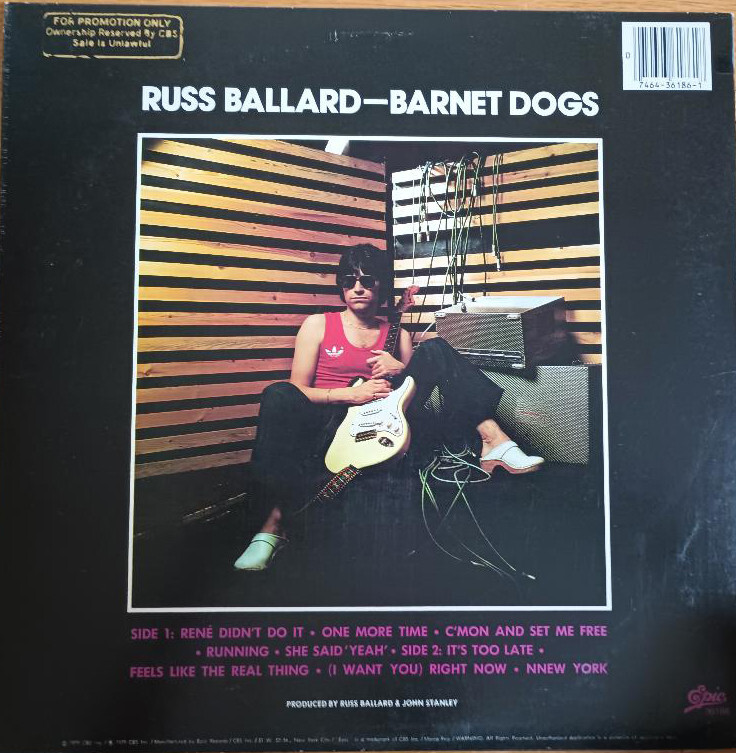 FOR PROMOTION ONLY
Ownership Reserved By CBS
Sale is Unlawful
0
7464-36186-1
RUSS BALLARD—BARNET DOGS
SIDE 1: RENÉ DIDN'T DO IT • ONE MORE TIME • C'MON AND SET ME FREE
• RUNNING • SHE SAID 'YEAH' • SIDE 2: IT'S TOO LATE •
FEELS LIKE THE REAL THING • (I WANT YOU) RIGHT NOW • NNEW YORK
PRODUCED BY RUSS BALLARD & JOHN STANLEY
Epic